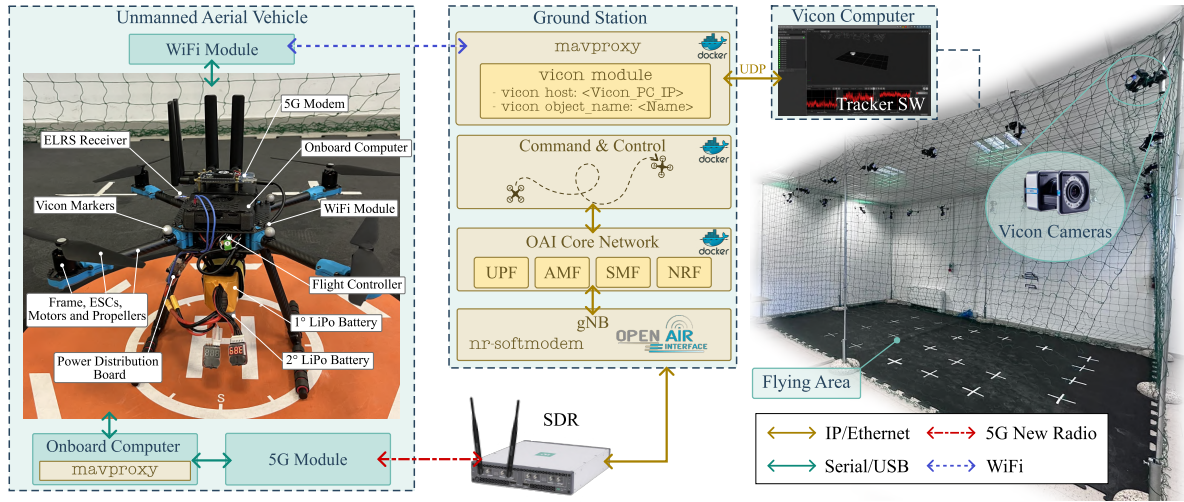 Unmanned Aerial Vehicle
WiFi Module
5G Modem
ELRS Receiver
Onboard Computer
Vicon Markers
WiFi Module
Flight Controller
Frame, ESCs,
Motors and Propellers
1° LiPo Battery
Power Distribution
Board
2° LiPo Battery
S
Onboard Computer
mavproxy
5G Module
Ground Station
mavproxy
docker
vicon module
- vicon host: <Vicon_PC_IP>
- vicon object_name: <Name>
Command & Control
docker
OAI Core Network
docker
UPF
AMF
SMF
NRF
gNB
nr-softmodem
OPEN AIR
INTERFACE
SDR
UDP
Vicon Computer
Tracker SW
Vicon Cameras
Flying Area
IP/Ethernet
5G New Radio
Serial/USB
WiFi